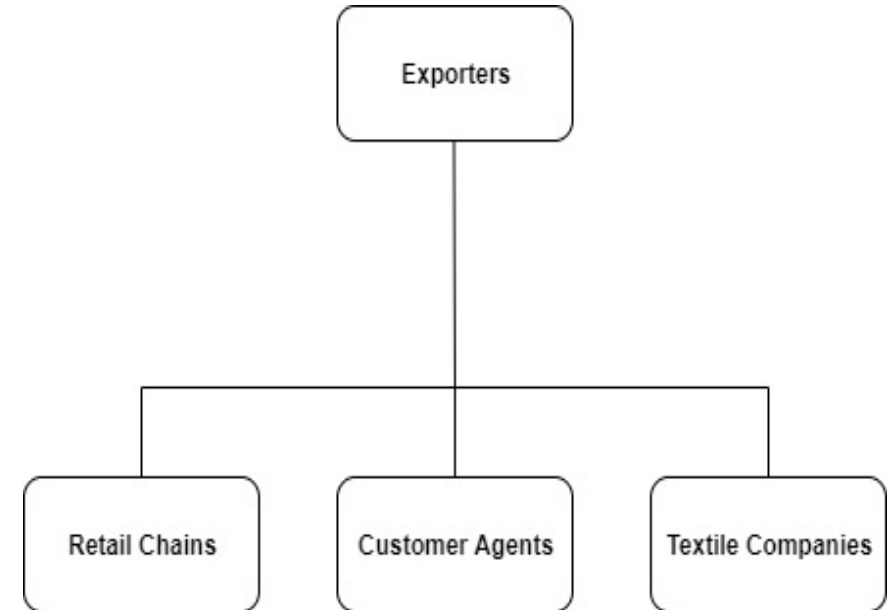 Exporters
Retail Chains
Customer Agents
Textile Companies